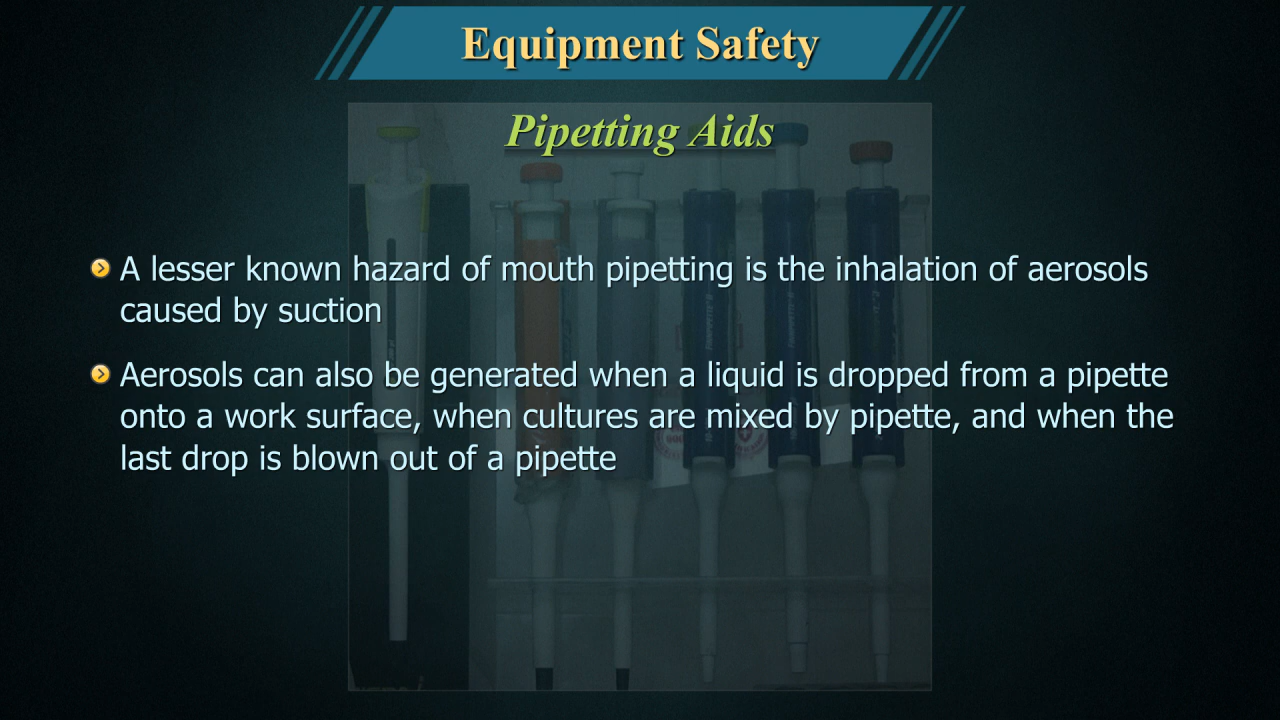 Equipment Safety
Pipetting Aids
A lesser known hazard of mouth pipetting is the inhalation of aerosols
caused by suction
Aerosols can also be generated when a liquid is dropped from a pipette
onto a work surface, when cultures are mixed by pipette, and when the
last drop is blown out of a pipette